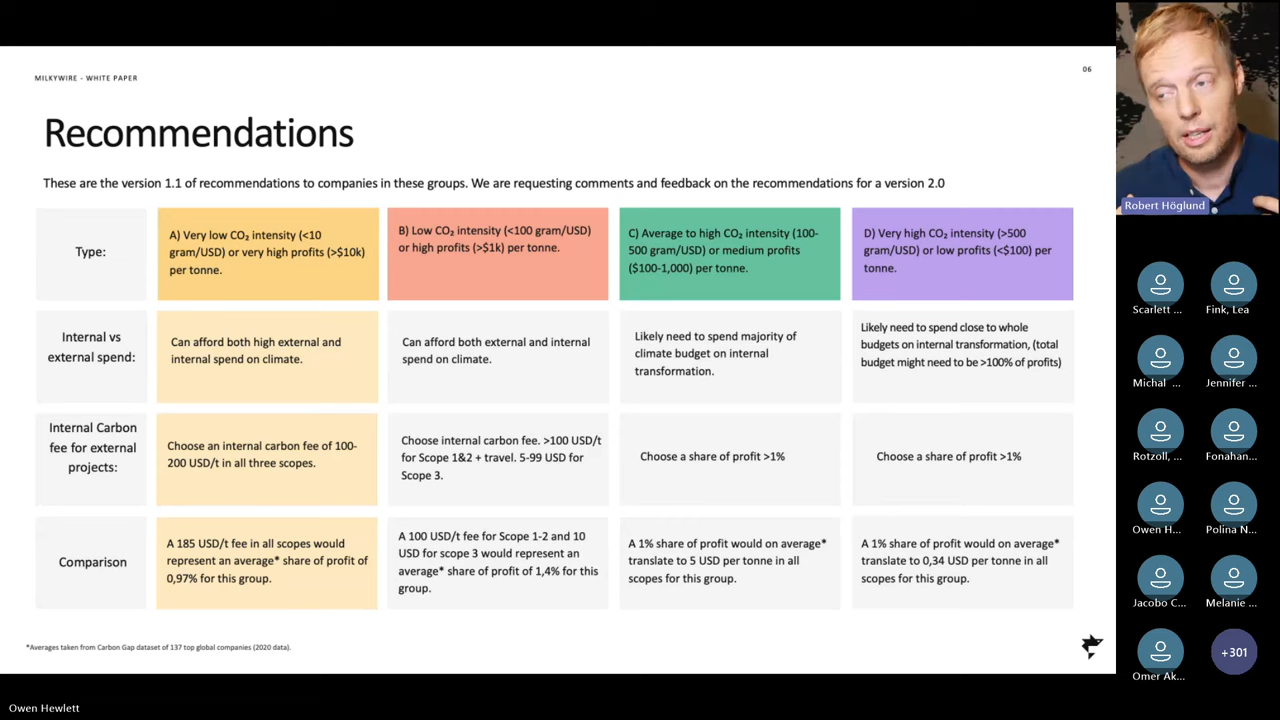 MILKYWIRE - WHITE PAPER
06
Recommendations
These are the version 1.1 of recommendations to companies in these groups. We are requesting comments and feedback on the recommendations for a version 2.0
Type:
A) Very low CO₂ intensity (<10
gram/USD) or very high profits (>$10k)
per tonne.
B) Low CO₂ intensity (<100 gram/USD)
or high profits (>$1k) per tonne.
C) Average to high CO₂ intensity (100-
500 gram/USD) or medium profits
($100-1,000) per tonne.
D) Very high CO₂ intensity (>500
gram/USD) or low profits (<$100) per
tonne.
Internal vs
external spend:
Can afford both high external and
internal spend on climate.
Can afford both external and internal
spend on climate.
Likely need to spend majority of
climate budget on internal
transformation.
Likely need to spend close to whole
budgets on internal transformation, (total
budget might need to be >100% of profits)
Internal Carbon
fee for external
projects:
Choose an internal carbon fee of 100-
200 USD/t in all three scopes.
Choose internal carbon fee. >100 USD/t
for Scope 1&2 + travel. 5-99 USD for
Scope 3.
Choose a share of profit >1%
Choose a share of profit >1%
Comparison
A 185 USD/t fee in all scopes would
represent an average* share of profit of
0,97% for this group.
A 100 USD/t fee for Scope 1-2 and 10
USD for scope 3 would represent an
average* share of profit of 1,4% for this
group.
A 1% share of profit would on average*
translate to 5 USD per tonne in all
scopes for this group.
A 1% share of profit would on average*
translate to 0,34 USD per tonne in all
scopes for this group.
*Averages taken from Carbon Gap dataset of 137 top global companies (2020 data).
Robert Höglund
Scarlett ...
Fink, Lea
Michal ...
Jennifer ...
Rotzoll, ...
Fonahan...
Owen H...
Polina N...
Jacobo C...
Melanie ...
Omer Ak...
+301
Owen Hewlett